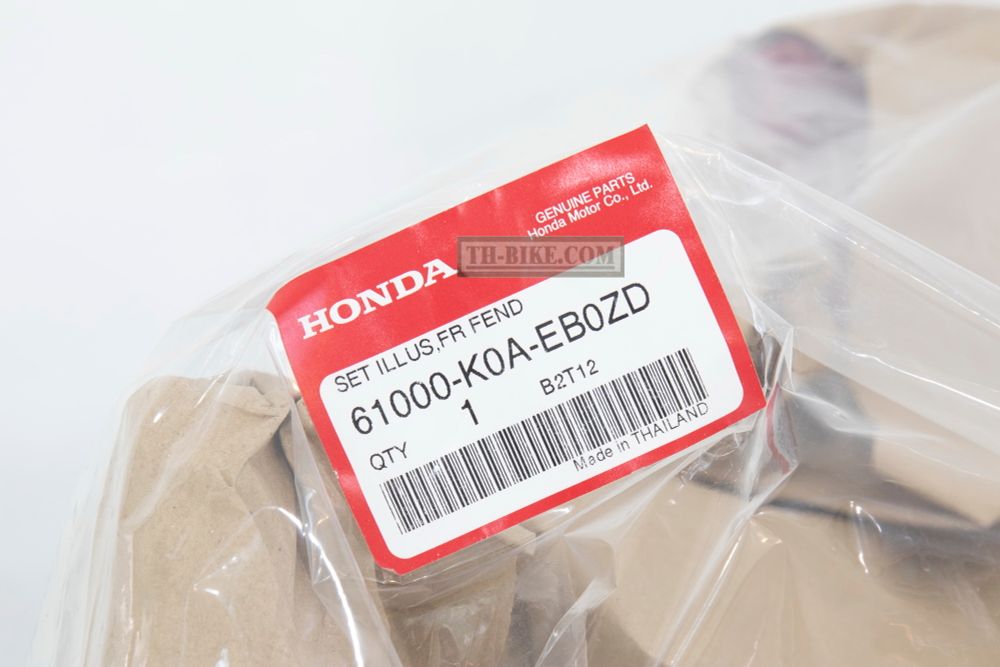 GENUINE PARTS
Honda Motor Co., Ltd.
HONDA
TH-BIKE.COM
SET ILLUS,FR FEND
61000-K0A-EB0ZD
QTY 1 B2T12
Made in THAILAND